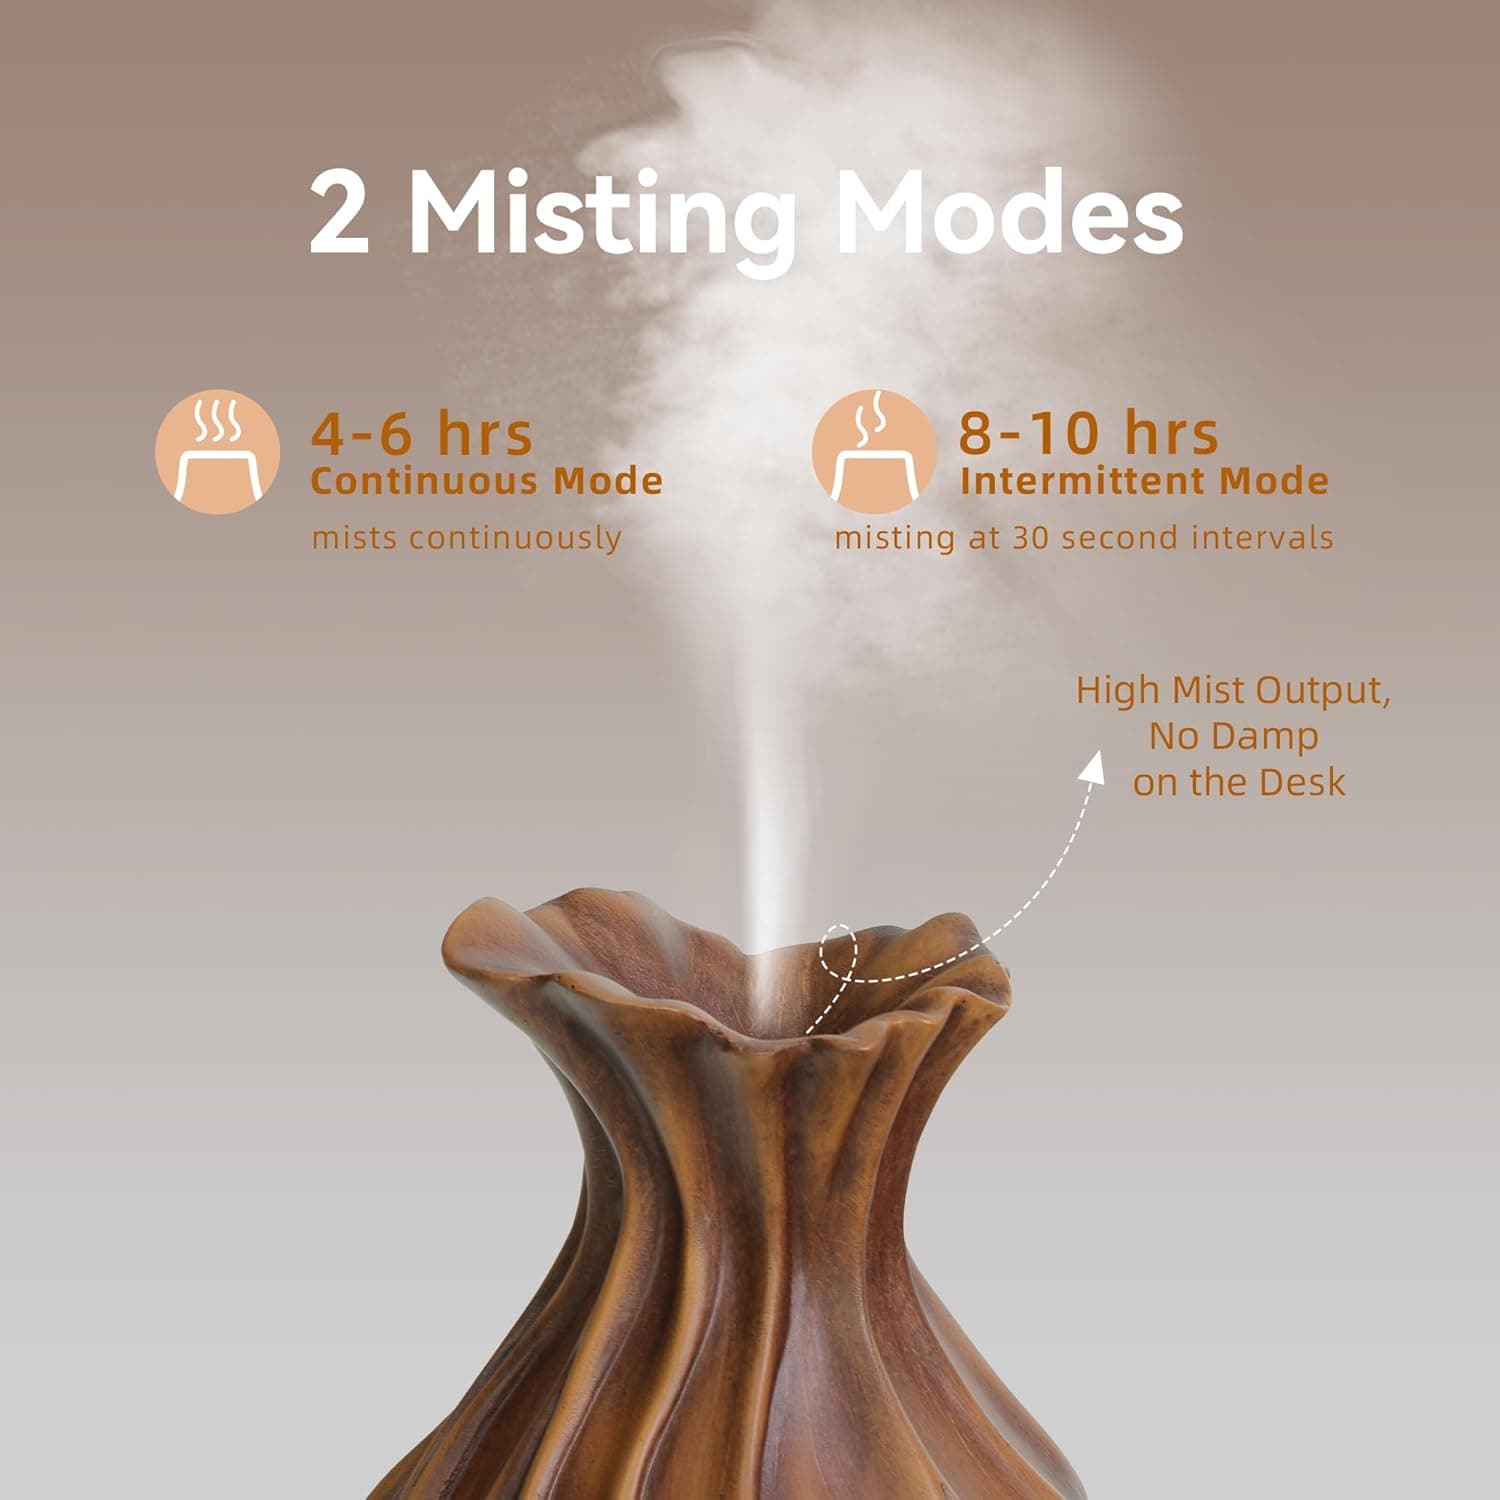 2 Misting Modes
4-6 hrs
Continuous Mode
mists continuously
8-10 hrs
Intermittent Mode
misting at 30 second intervals
High Mist Output,
No Damp
on the Desk